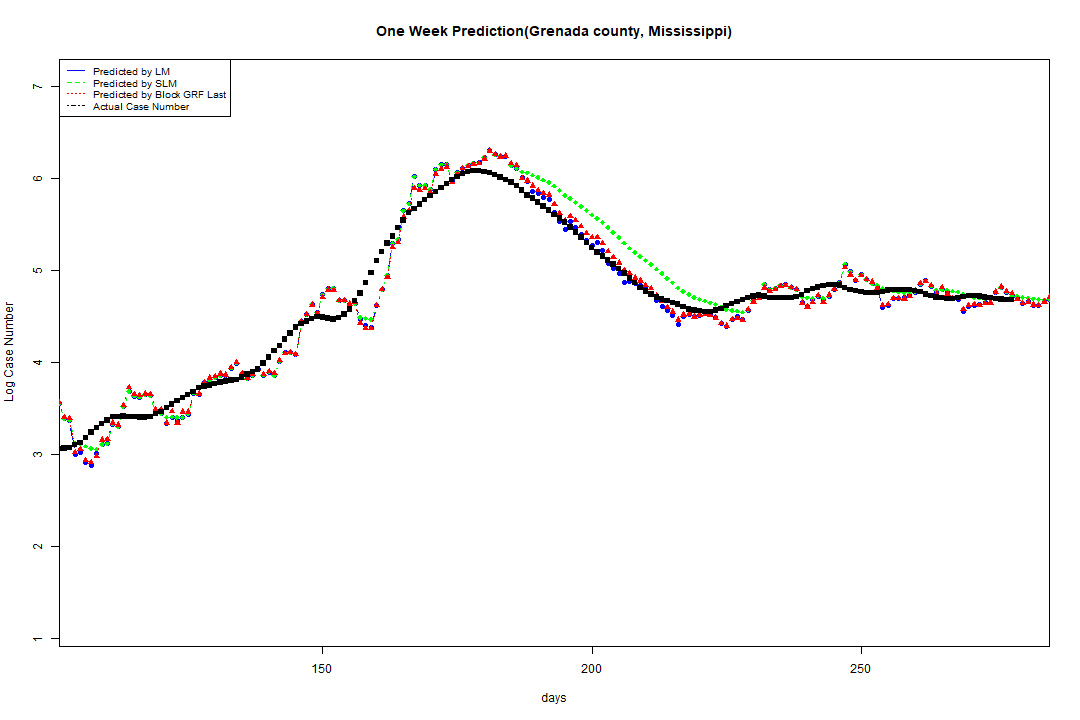 One Week Prediction(Grenada county, Mississippi)
Predicted by LM
Predicted by SLM
Predicted by Block GRF Last
Actual Case Number
7
6
5
4
3
2
1
Log Case Number
150
200
250
days